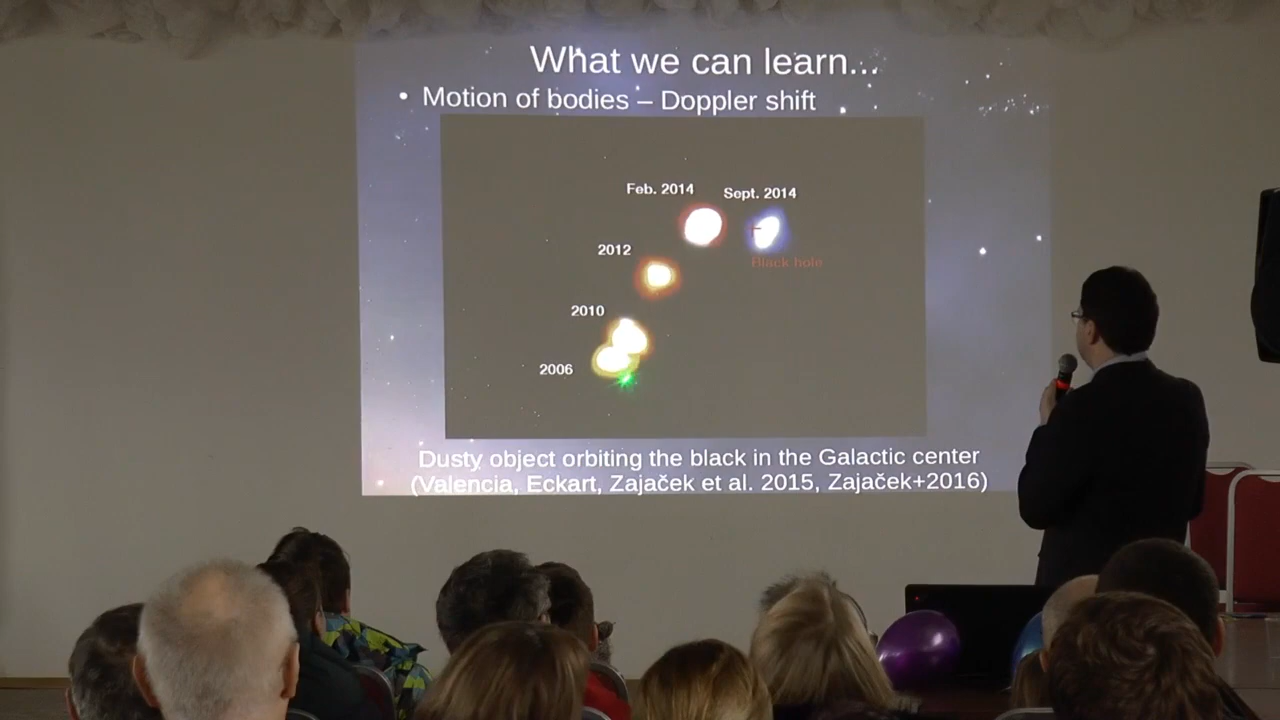 What we can learn...
• Motion of bodies – Doppler shift
Feb. 2014
Sept. 2014
2012
Black hole
2010
2006
Dusty object orbiting the black in the Galactic center
(Valencia, Eckart, Zajaček et al. 2015, Zajaček+2016)